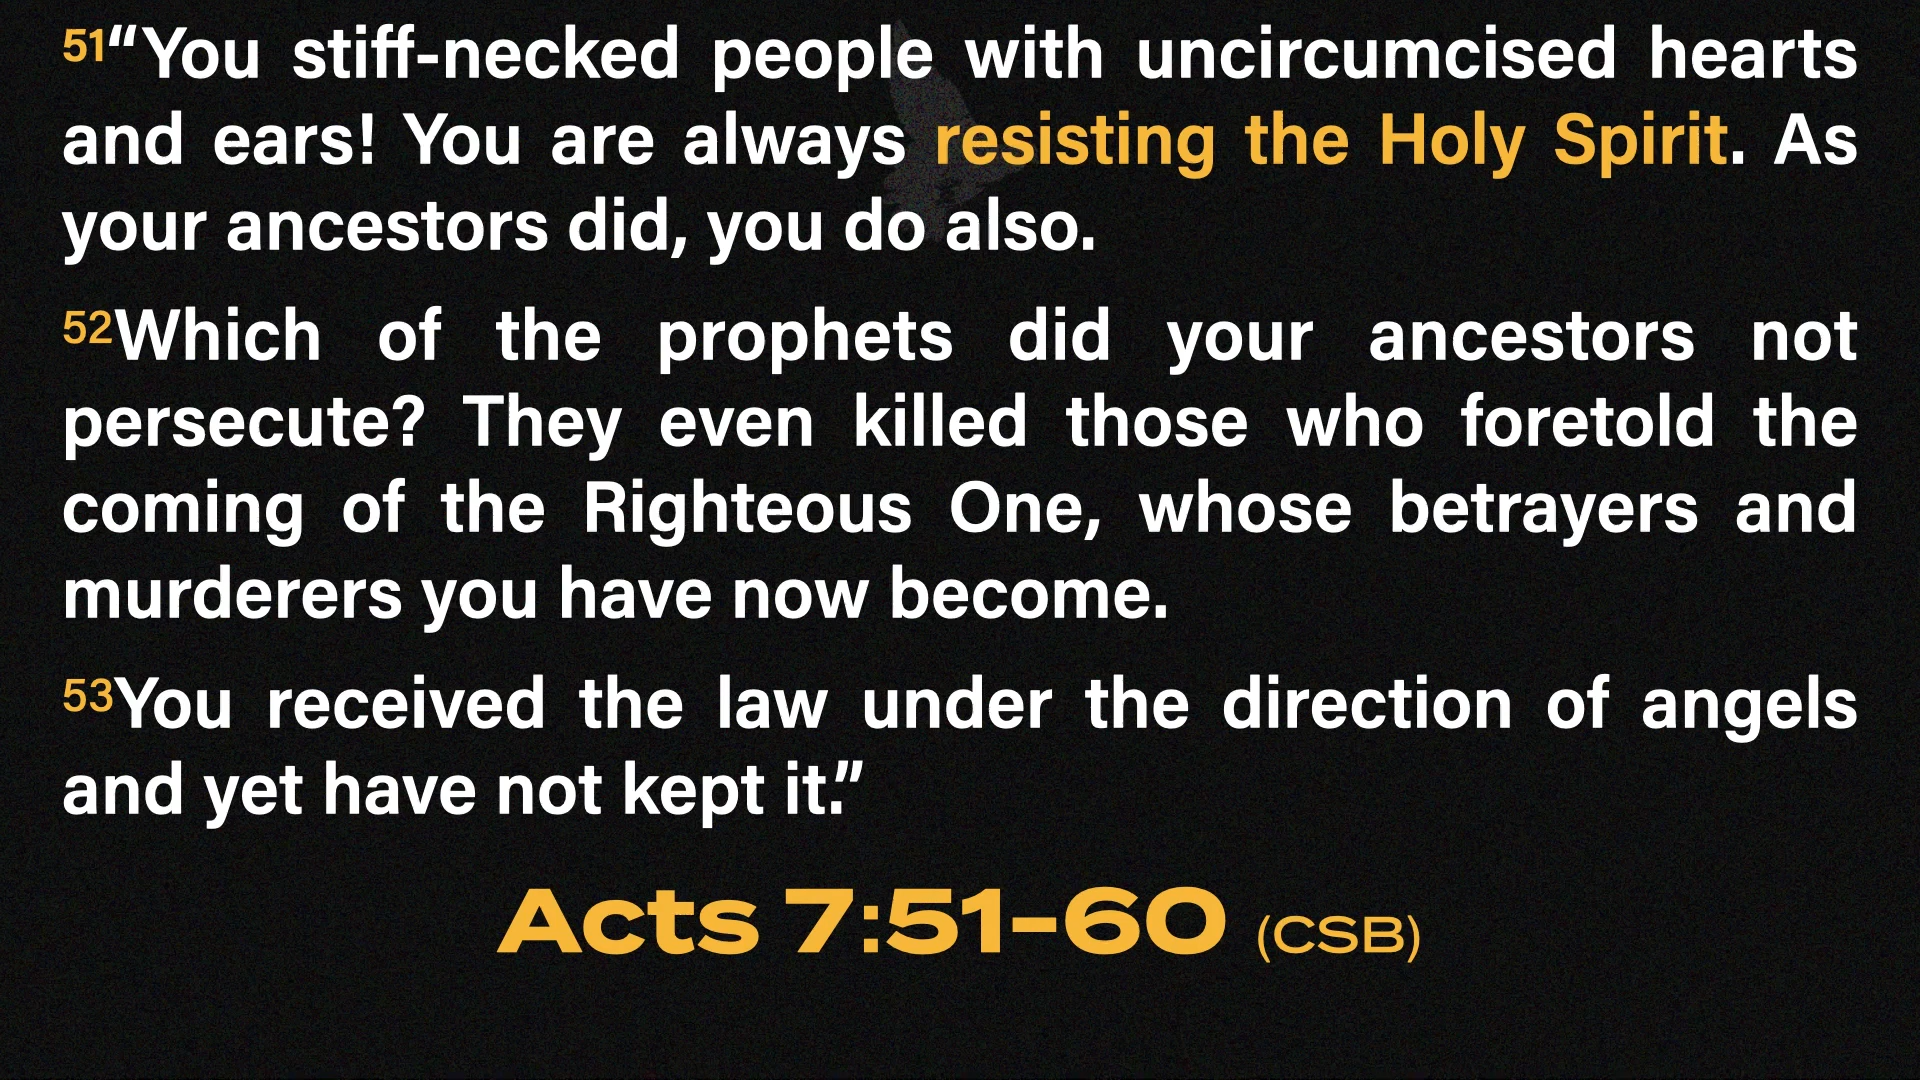 51“You stiff-necked people with uncircumcised hearts
and ears! You are always resisting the Holy Spirit. As
your ancestors did, you do also.
52Which of the prophets did your ancestors not
persecute? They even killed those who foretold the
coming of the Righteous One, whose betrayers and
murderers you have now become.
53You received the law under the direction of angels
and yet have not kept it.”
Acts 7:51–60 (CSB)